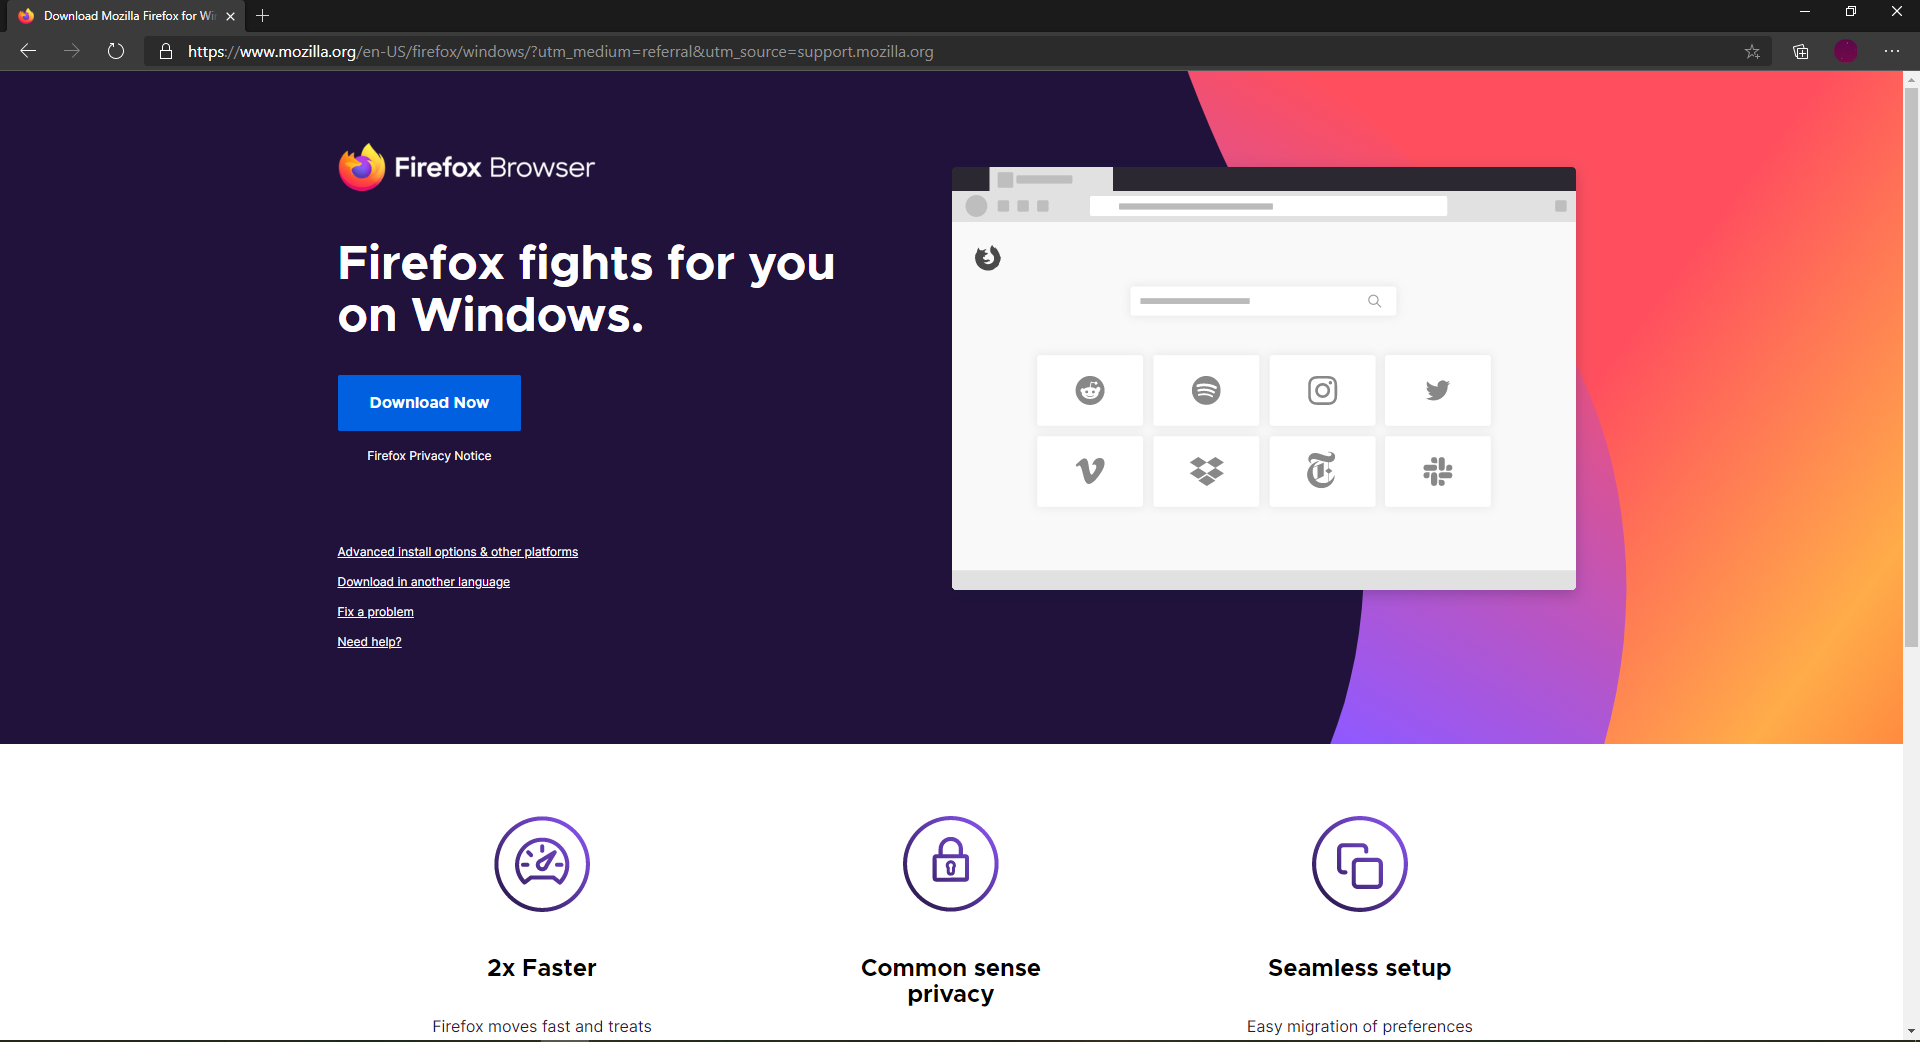 Download Mozilla Firefox for Wi
https://www.mozilla.org/en-US/firefox/windows/?utm_medium=referral&utm_source=support.mozilla.org
Firefox Browser
Firefox fights for you
on Windows.
Download Now
Firefox Privacy Notice
Advanced install options & other platforms
Download in another language
Fix a problem
Need help?
2x Faster
Common sense
privacy
Seamless setup
Firefox moves fast and treats
Easy migration of preferences